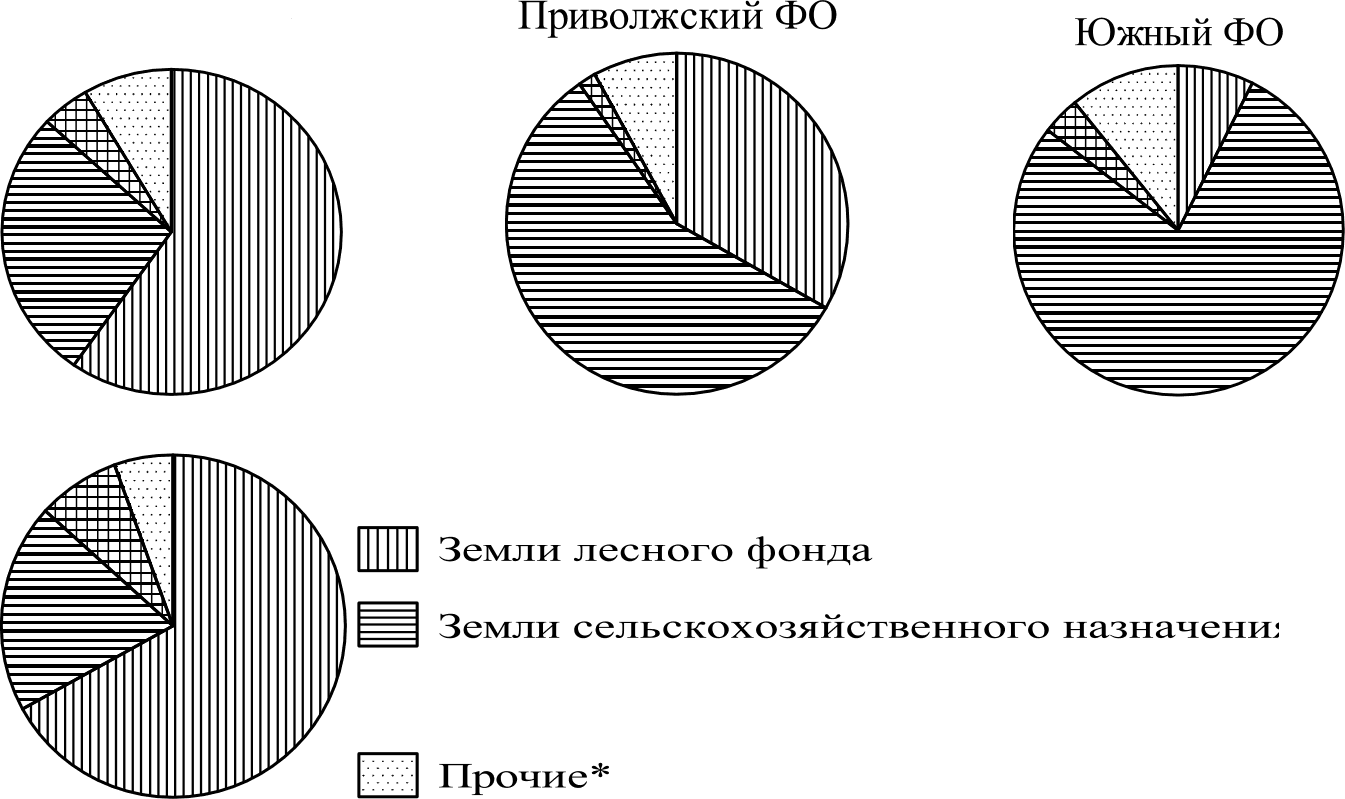 Приволжский ФО
Южный ФО
Земли лесного фонда
Земли сельскохозяйственного назначени
Прочие*